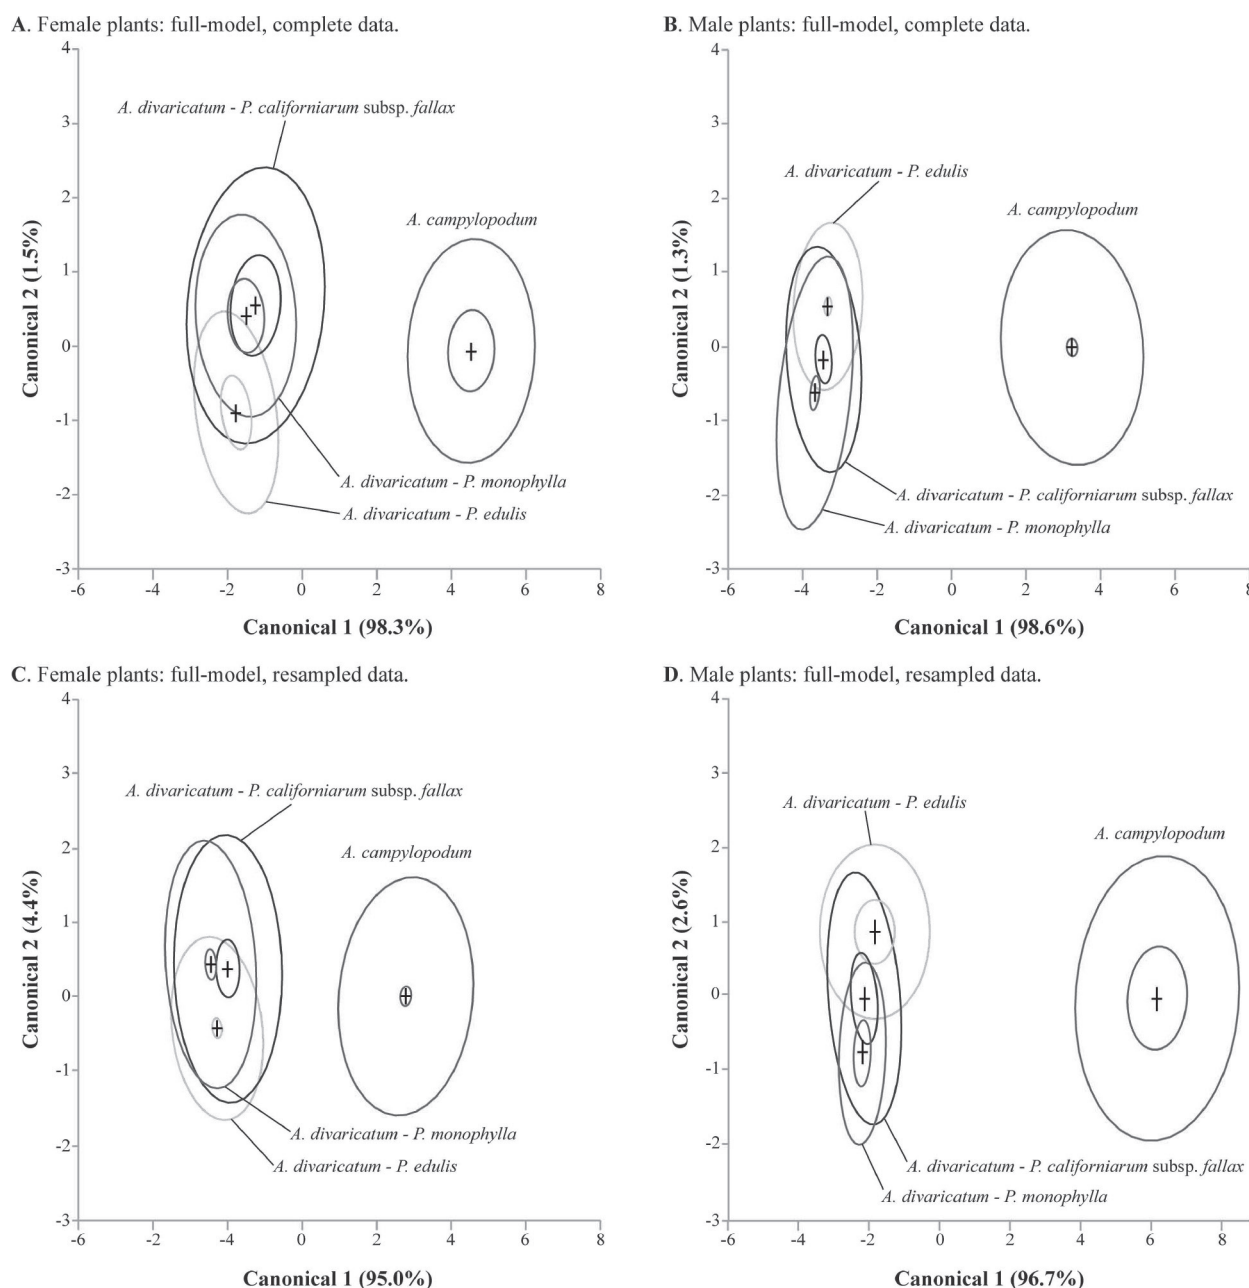 A. Female plants: full-model, complete data.
4
3
2
1
0
-1
-2
-3
Canonical 2 (1.5%)
A. divaricatum - P. californiarum subsp. fallax
A. campylopodum
A. divaricatum - P. monophylla
A. divaricatum - P. edulis
-6 -4 -2 0 2 4 6 8
Canonical 1 (98.3%)
B. Male plants: full-model, complete data.
4
3
2
1
0
-1
-2
-3
Canonical 2 (1.3%)
A. divaricatum - P. edulis
A. campylopodum
A. divaricatum - P. californiarum subsp. fallax
A. divaricatum - P. monophylla
-6 -4 -2 0 2 4 6 8
Canonical 1 (98.6%)
C. Female plants: full-model, resampled data.
4
3
2
1
0
-1
-2
-3
Canonical 2 (4.4%)
A. divaricatum - P. californiarum subsp. fallax
A. campylopodum
A. divaricatum - P. monophylla
A. divaricatum - P. edulis
-6 -2 -4 0 2 4 6 8
Canonical 1 (95.0%)
D. Male plants: full-model, resampled data.
4
3
2
1
0
-1
-2
-3
Canonical 2 (2.6%)
A. divaricatum - P. edulis
A. campylopodum
A. divaricatum - P. californiarum subsp. fallax
A. divaricatum - P. monophylla
-6 -4 -2 0 2 4 6 8
Canonical 1 (96.7%)